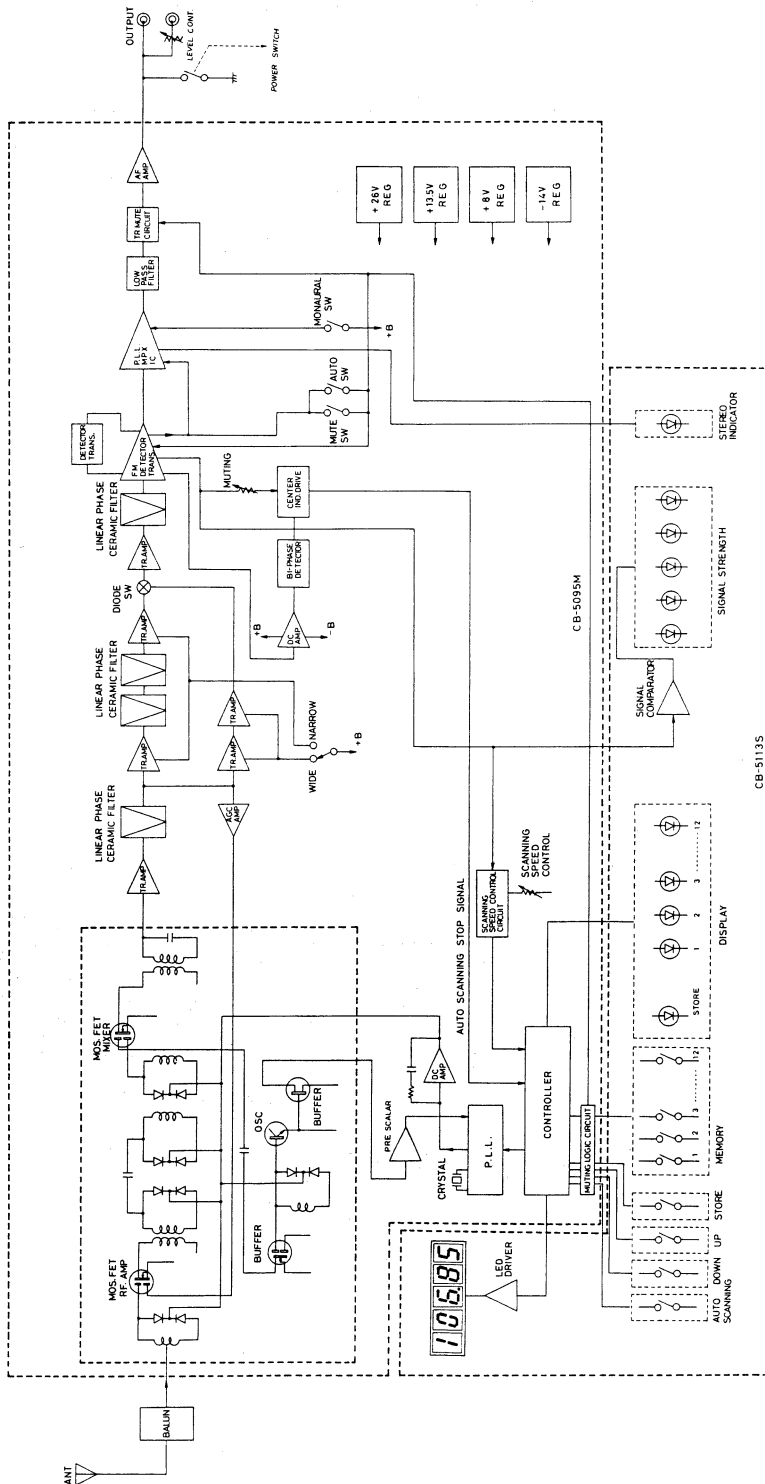 ANT
BALUN
MOS. FET
RF. AMP
MOS. FET
MIXER
OSC
BUFFER
BUFFER
TR.AMP
LINEAR PHASE
CERAMIC FILTER
AGC
AMP
TR.AMP
LINEAR PHASE
CERAMIC FILTER
TR.AMP
TR.AMP
TR.AMP
DIODE
SW
TR.AMP
LINEAR PHASE
CERAMIC FILTER
WIDE
NARROW
+B
DETECTOR
TRANS.
FM
DETECTOR
TRANS.
MUTING
CENTER
IND. DRIVE
BI-PHASE
DETECTOR
DC
AMP
+B
-B
MUTE
SW
AUTO
SW
P.L.L.
MPX
IC
MONAURAL
SW
+B
LOW
PASS
FILTER
TR MUTE
CIRCUIT
AF
AMP
OUTPUT
LEVEL CONT.
POWER SWITCH
+26V
REG
+13.5V
REG
+8V
REG
-14V
REG
CB-5095M
PRE SCALAR
DC
AMP
CRYSTAL
P.L.L.
AUTO SCANNING STOP SIGNAL
SCANNING
SPEED CONTROL
CIRCUIT
SCANNING
SPEED
CONTROL
CONTROLLER
MUTING LOGIC CIRCUIT
106.85
LED
DRIVER
AUTO
SCANNING
DOWN
UP
STORE
1 2 3 ........ 12
MEMORY
STORE 1 2 3 ........ 12
DISPLAY
SIGNAL
COMPARATOR
SIGNAL STRENGTH
STEREO
INDICATOR
CB-5113S